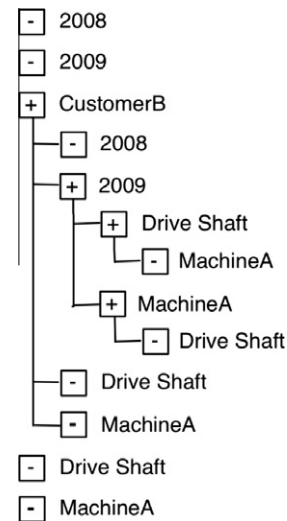 - 2008
- 2009
+ CustomerB
- 2008
+ 2009
+ Drive Shaft
- MachineA
+ MachineA
- Drive Shaft
- Drive Shaft
- MachineA
- Drive Shaft
- MachineA